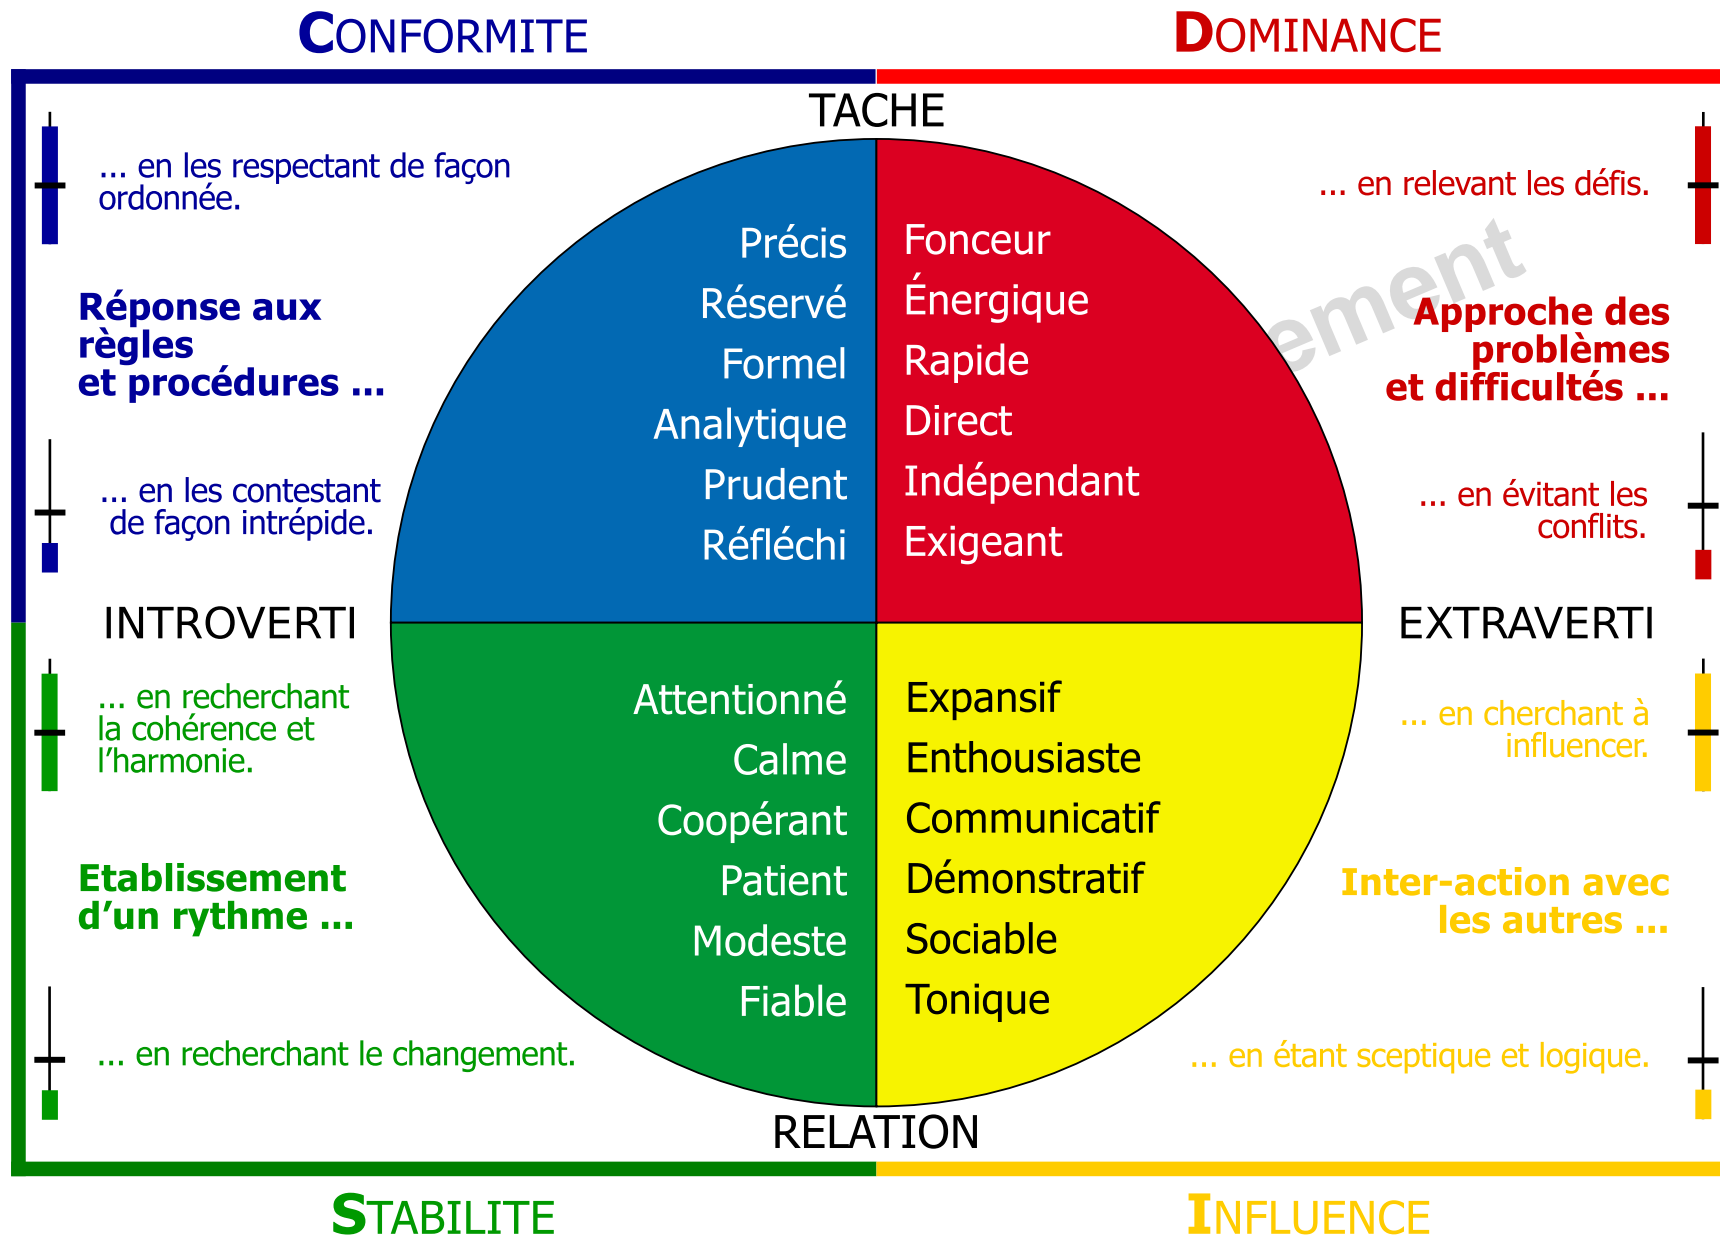 CONFORMITE
DOMINANCE
TACHE
... en les respectant de façon
ordonnée.
... en relevant les défis.
Réponse aux
règles
et procédures ...
Approche des
problèmes
et difficultés ...
... en les contestant
de façon intrépide.
... en évitant les
conflits.
Précis
Réservé
Formel
Analytique
Prudent
Réfléchi
Fonceur
Énergique
Rapide
Direct
Indépendant
Exigeant
ement
INTROVERTI
EXTRAVERTI
... en recherchant
la cohérence et
l’harmonie.
... en cherchant à
influencer.
Etablissement
d’un rythme ...
Inter-action avec
les autres ...
... en recherchant le changement.
... en étant sceptique et logique.
Attentionné
Calme
Coopérant
Patient
Modeste
Fiable
Expansif
Enthousiaste
Communicatif
Démonstratif
Sociable
Tonique
RELATION
STABILITE
INFLUENCE